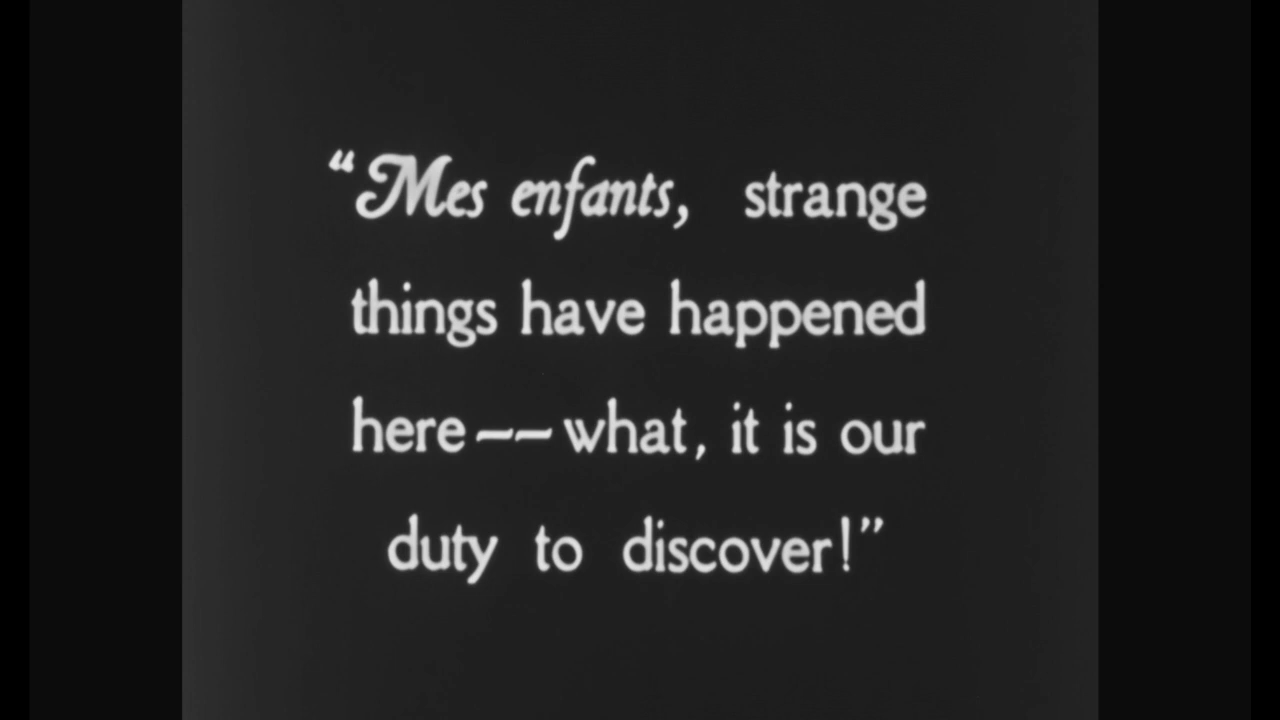 “Mes enfants, strange
things have happened
here——what, it is our
duty to discover!”